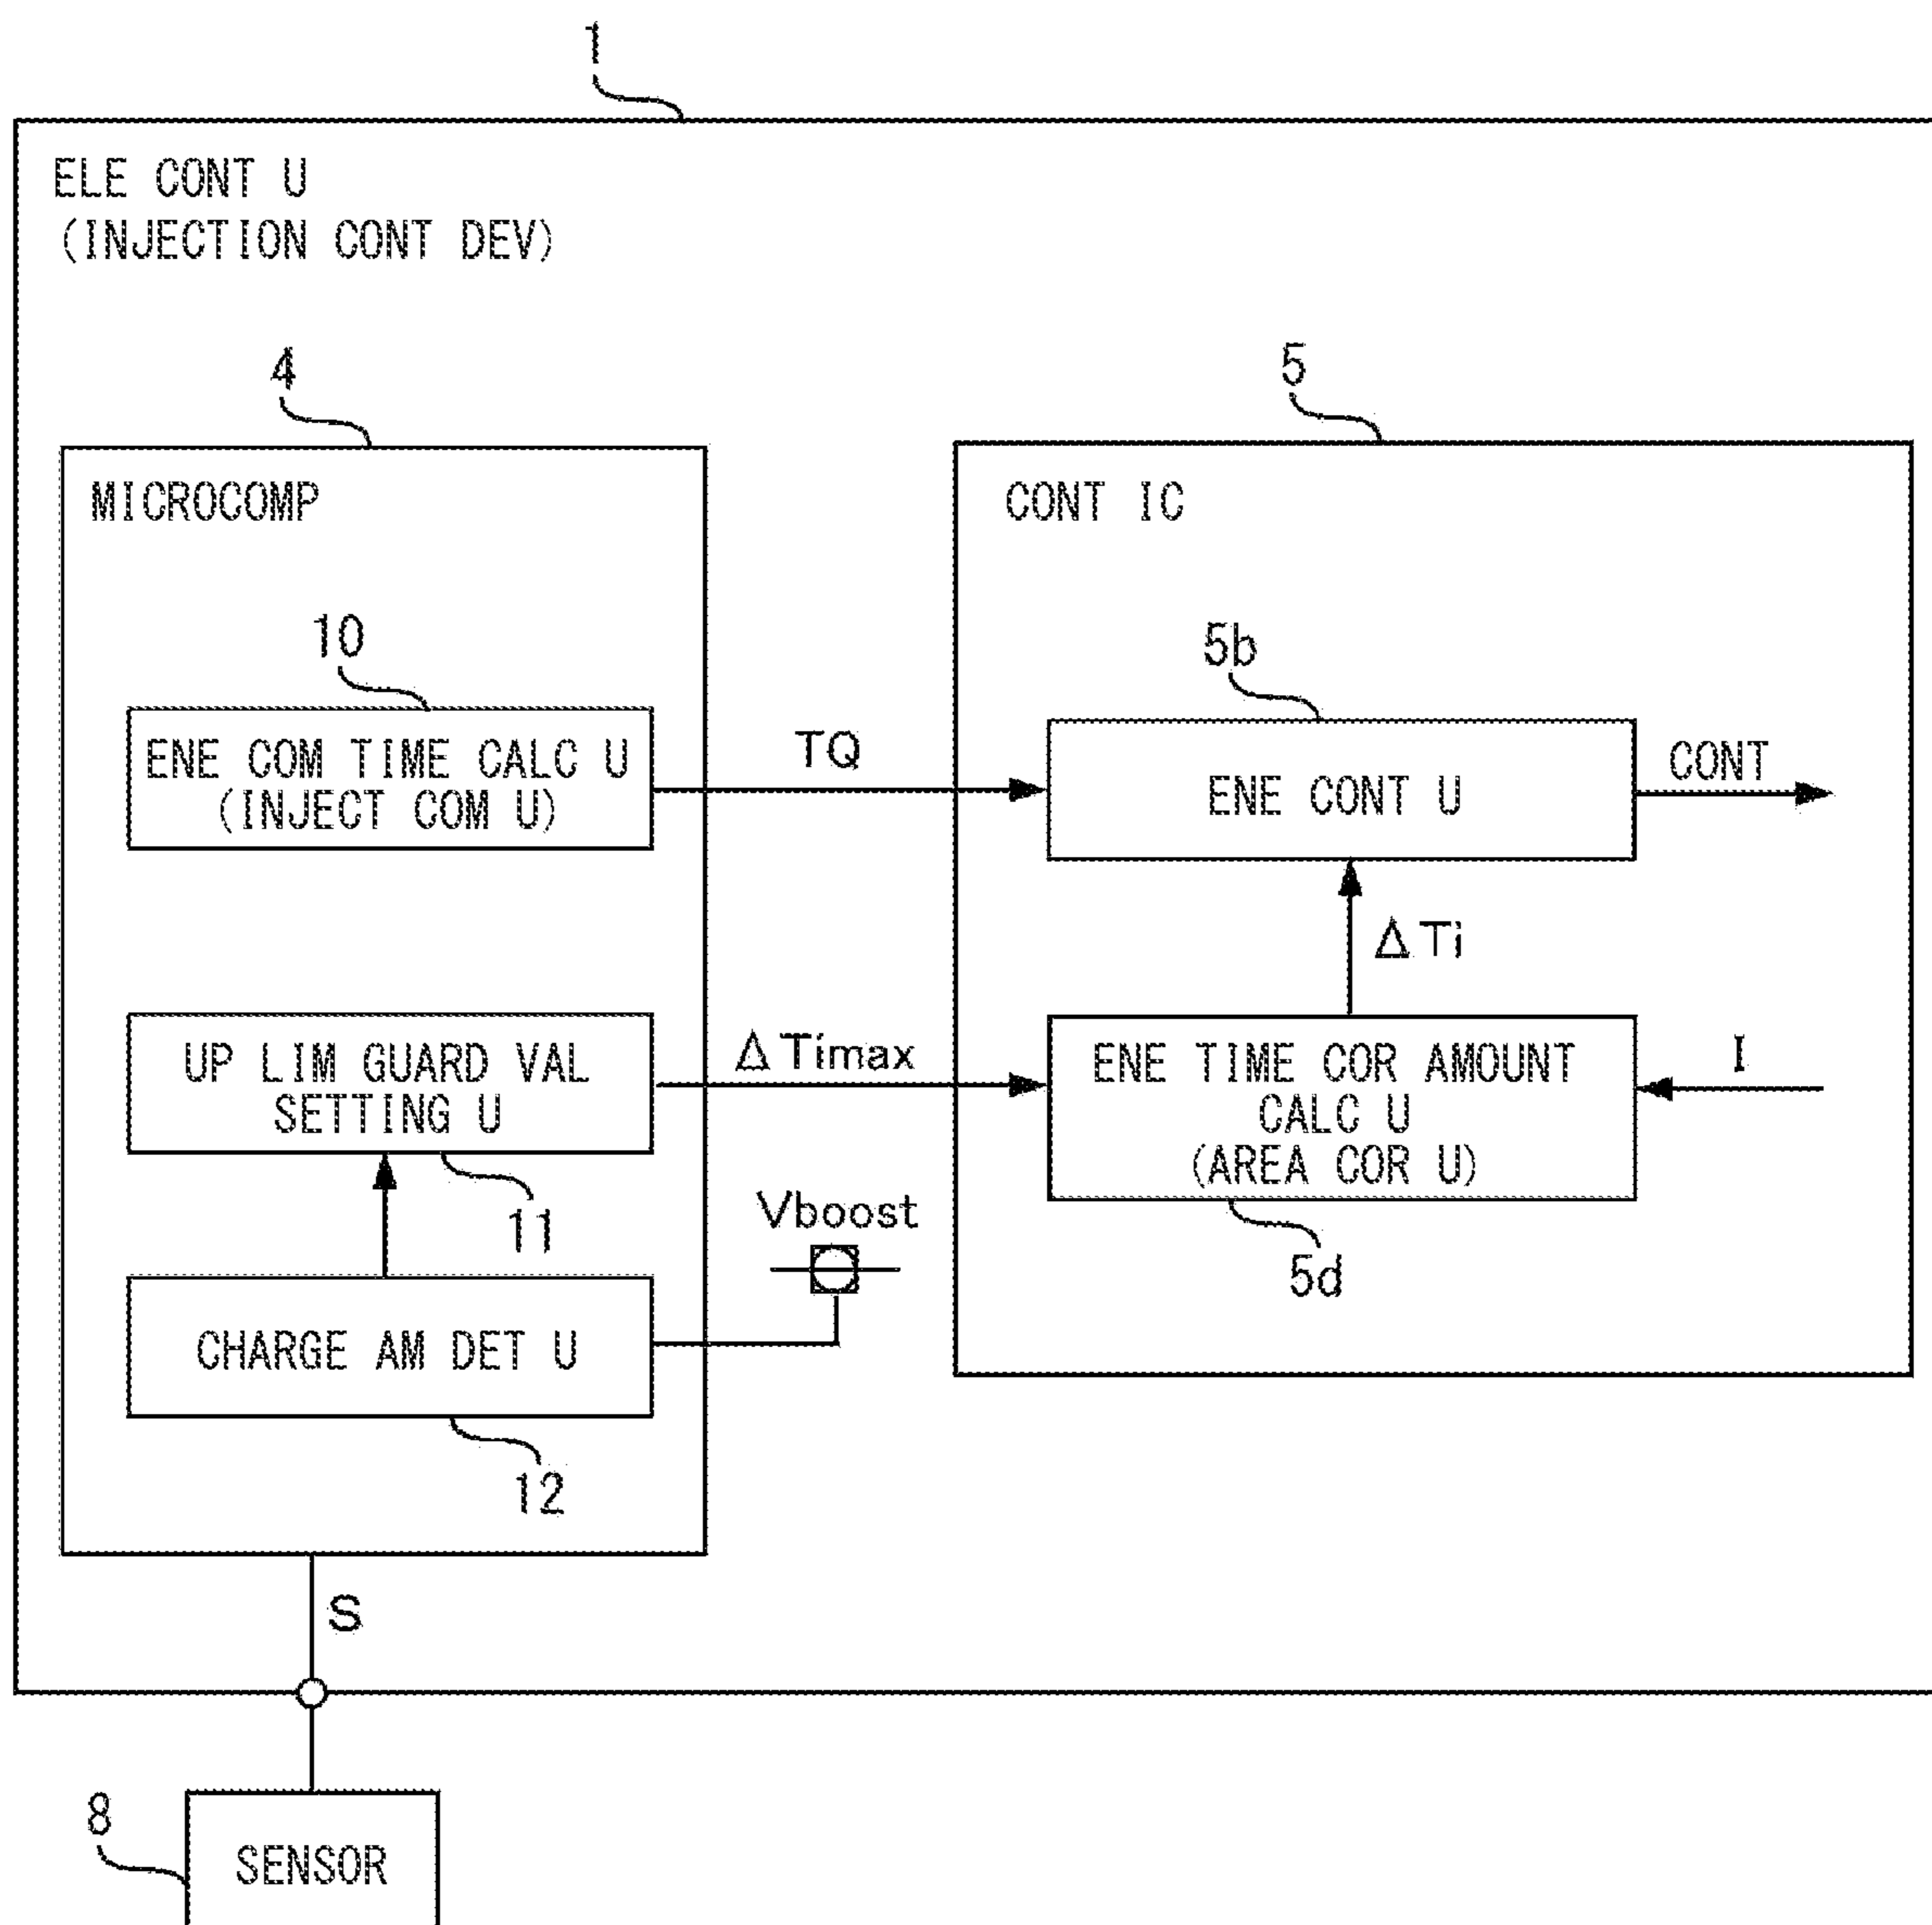 1
ELE CONT U
(INJECTION CONT DEV)
4
MICROCOMP
10
ENE COM TIME CALC U
(INJECT COM U)
TQ
UP LIM GUARD VAL
SETTING U
11
ΔTimax
CHARGE AM DET U
12
Vboost
5
CONT IC
5b
ENE CONT U
CONT
ΔTi
ENE TIME COR AMOUNT
CALC U
(AREA COR U)
5d
I
S
8
SENSOR